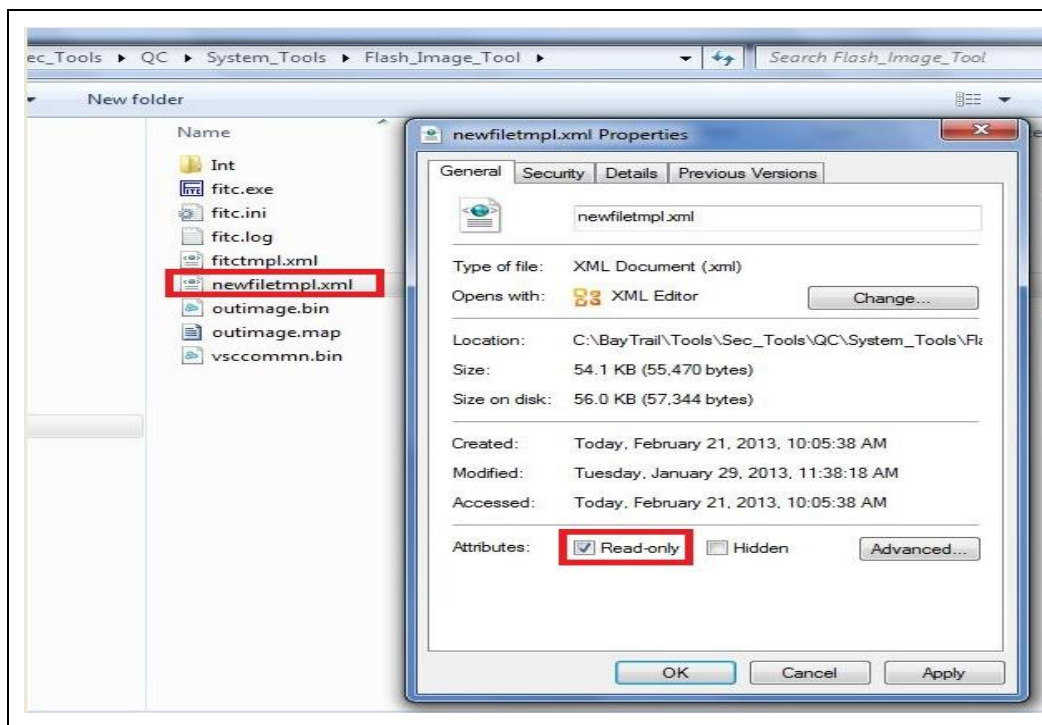 ec_Tools ▸ QC ▸ System_Tools ▸ Flash_Image_Tool ▸
Search Flash_Image_Tool
New folder
Name
Int
fitc.exe
fitc.ini
fitc.log
fitctmpl.xml
newfiletmpl.xml
outimage.bin
outimage.map
vsccommn.bin
newfiletmpl.xml Properties
General Security Details Previous Versions
newfiletmpl.xml
Type of file: XML Document (.xml)
Opens with: XML Editor Change...
Location: C:\BayTrail\Tools\Sec_Tools\QC\System_Tools\Fla
Size: 54.1 KB (55,470 bytes)
Size on disk: 56.0 KB (57,344 bytes)
Created: Today, February 21, 2013, 10:05:38 AM
Modified: Tuesday, January 29, 2013, 11:38:18 AM
Accessed: Today, February 21, 2013, 10:05:38 AM
Attributes: Read-only Hidden Advanced...
OK Cancel Apply